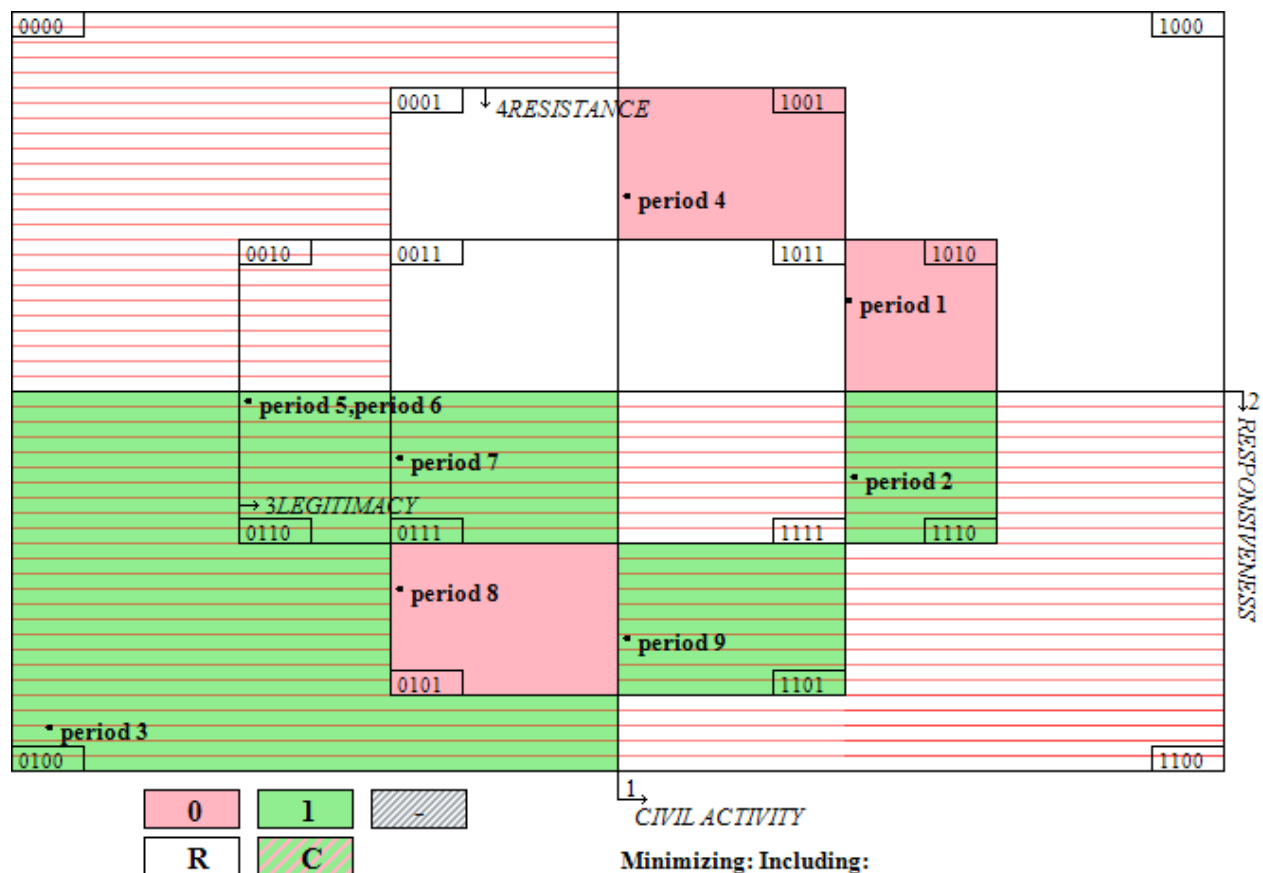 0000
1000
0001
4RESISTANCE
1001
period 4
0010
0011
1011
1010
period 1
2 RESPONSIVENESS
period 5,period 6
period 7
period 2
3LEGITIMACY
0110
0111
1111
1110
period 8
period 9
0101
1101
period 3
0100
1100
1
0
1
-
CIVIL ACTIVITY
R
C
Minimizing: Including: